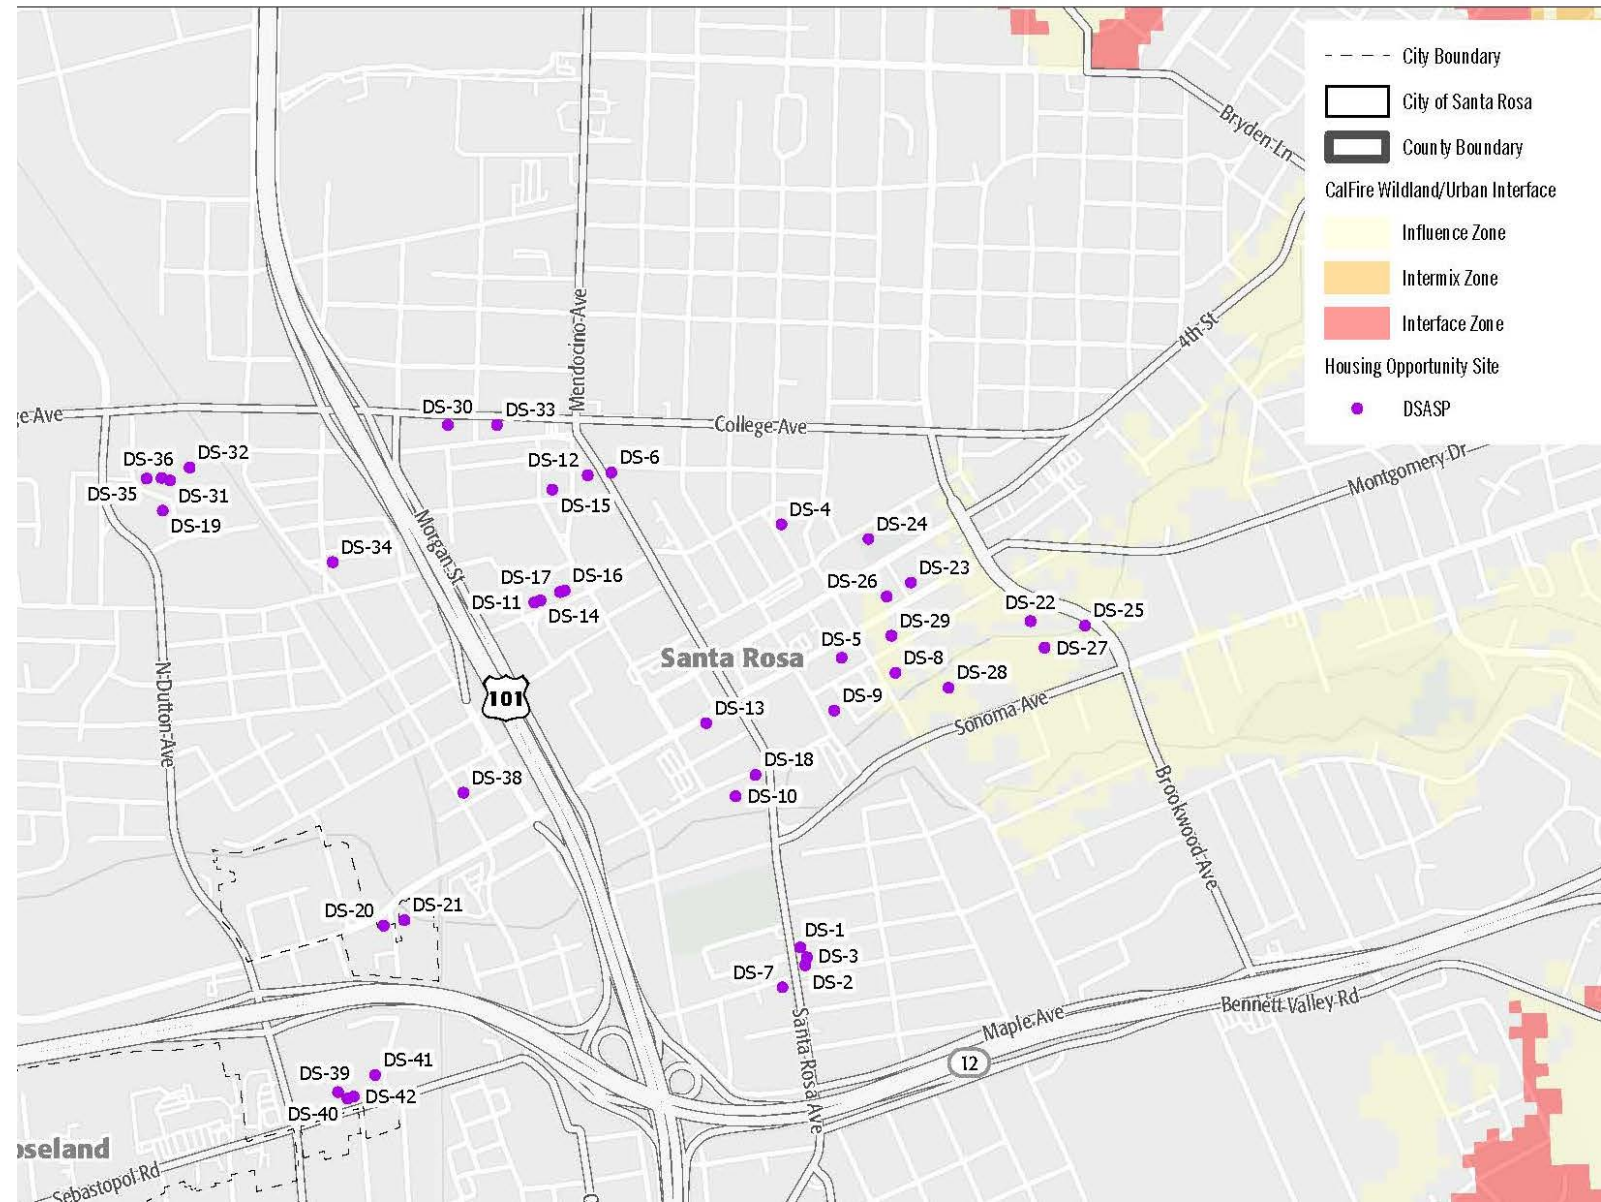 City Boundary
City of Santa Rosa
County Boundary
CalFire Wildland/Urban Interface
Influence Zone
Intermix Zone
Interface Zone
Housing Opportunity Site
DSASP
Bryden Ln
4th St
Mendocino Ave
ge Ave
College Ave
Montgomery Dr
DS-30
DS-33
DS-36
DS-32
DS-35
DS-31
DS-19
DS-12
DS-6
DS-15
DS-4
DS-24
DS-34
Morgan St
DS-17
DS-16
DS-11
DS-14
DS-23
DS-26
DS-22
DS-25
DS-29
DS-27
DS-5
Santa Rosa
DS-8
DS-28
DS-9
Sonoma Ave
101
N Dutton Ave
DS-13
DS-18
DS-10
DS-38
Brookwood Ave
DS-20
DS-21
DS-1
DS-3
DS-7
DS-2
Santa Rosa Ave
Maple Ave
Bennett Valley Rd
12
DS-41
DS-39
DS-42
DS-40
oseland
Sebastopol Rd